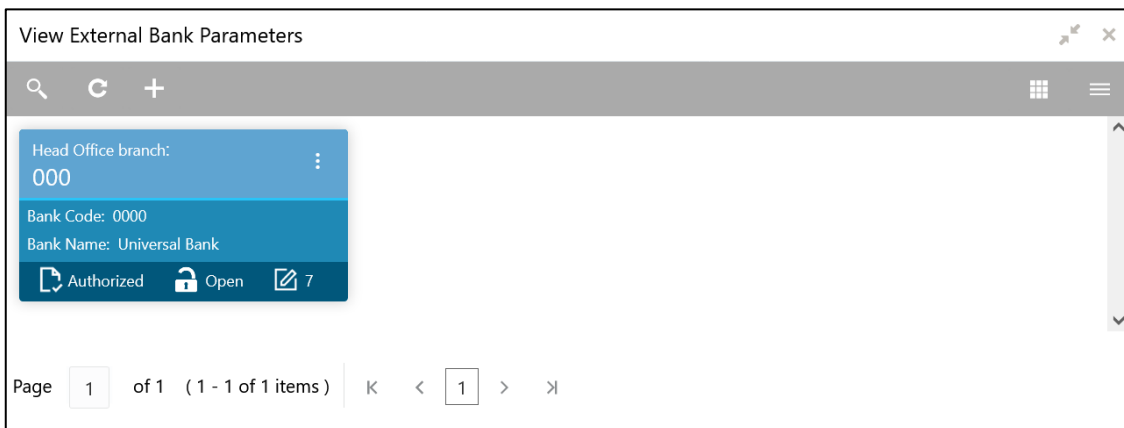 View External Bank Parameters
Head Office branch:
000
Bank Code: 0000
Bank Name: Universal Bank
Authorized Open 7
Page 1 of 1 ( 1 - 1 of 1 items ) 1